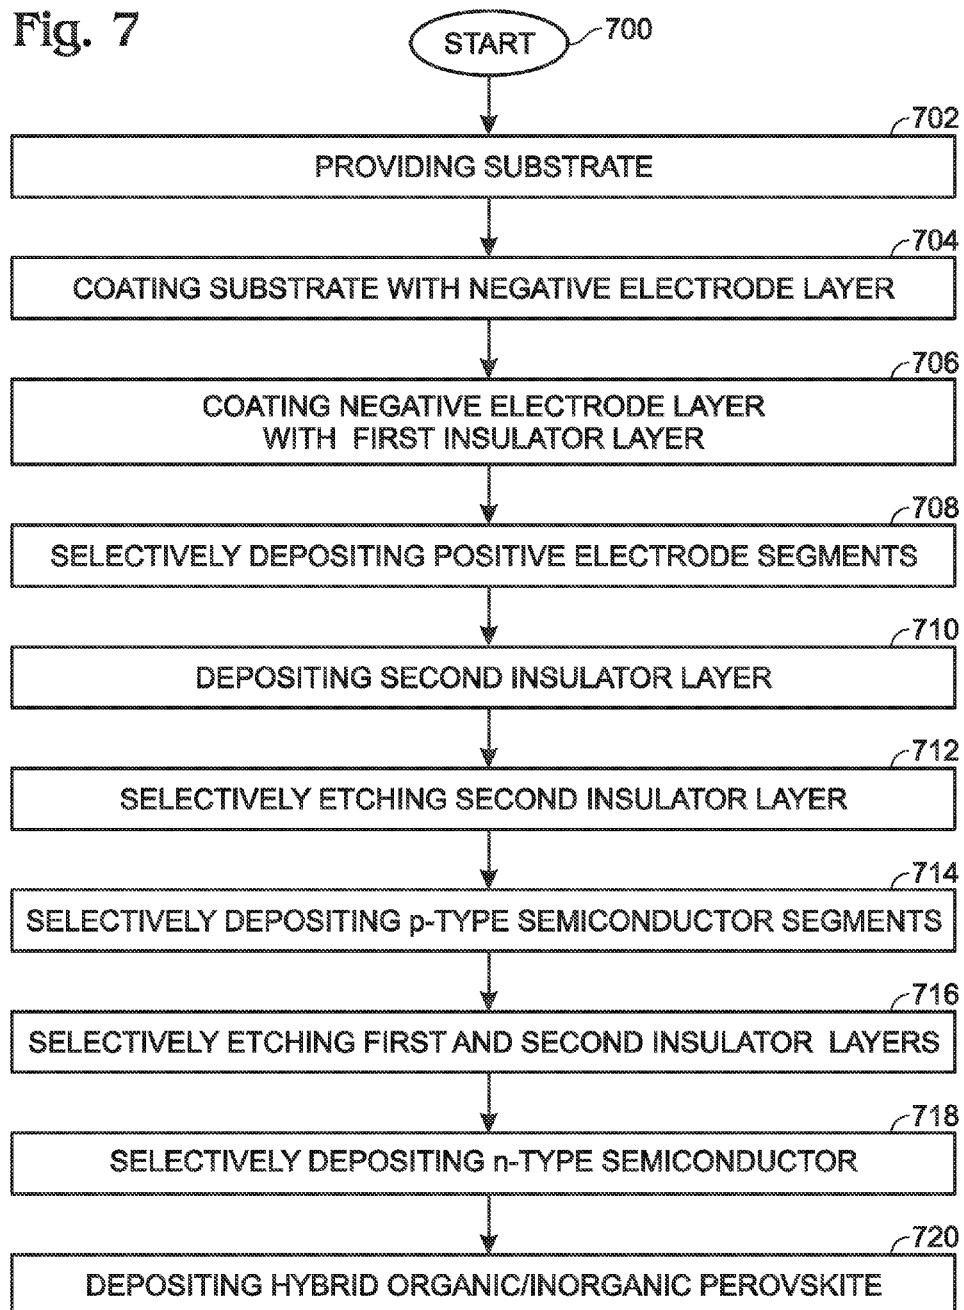 Fig. 7
START
700
702
PROVIDING SUBSTRATE
704
COATING SUBSTRATE WITH NEGATIVE ELECTRODE LAYER
706
COATING NEGATIVE ELECTRODE LAYER
WITH FIRST INSULATOR LAYER
708
SELECTIVELY DEPOSITING POSITIVE ELECTRODE SEGMENTS
710
DEPOSITING SECOND INSULATOR LAYER
712
SELECTIVELY ETCHING SECOND INSULATOR LAYER
714
SELECTIVELY DEPOSITING p-TYPE SEMICONDUCTOR SEGMENTS
716
SELECTIVELY ETCHING FIRST AND SECOND INSULATOR LAYERS
718
SELECTIVELY DEPOSITING n-TYPE SEMICONDUCTOR
720
DEPOSITING HYBRID ORGANIC/INORGANIC PEROVSKITE